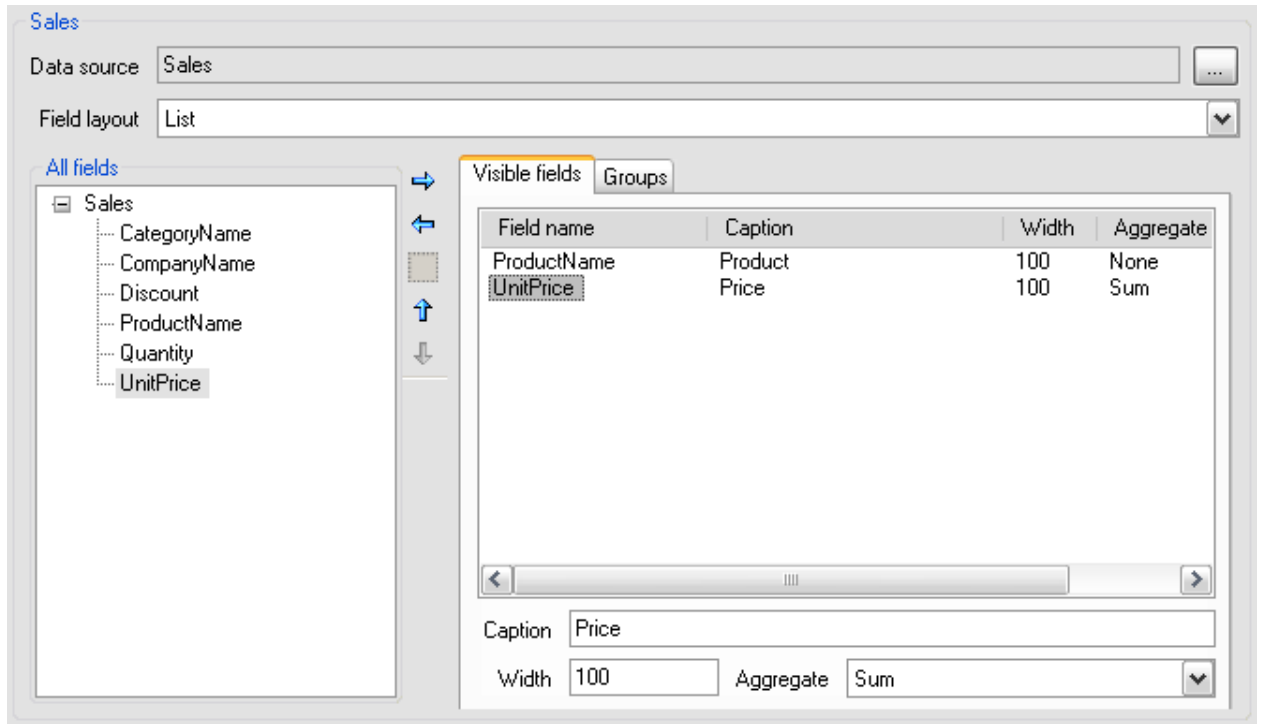 Sales
Data source Sales ...
Field layout List
All fields
Sales
CategoryName
CompanyName
Discount
ProductName
Quantity
UnitPrice
Visible fields Groups
Field name Caption Width Aggregate
ProductName Product 100 None
UnitPrice Price 100 Sum
Caption Price
Width 100 Aggregate Sum